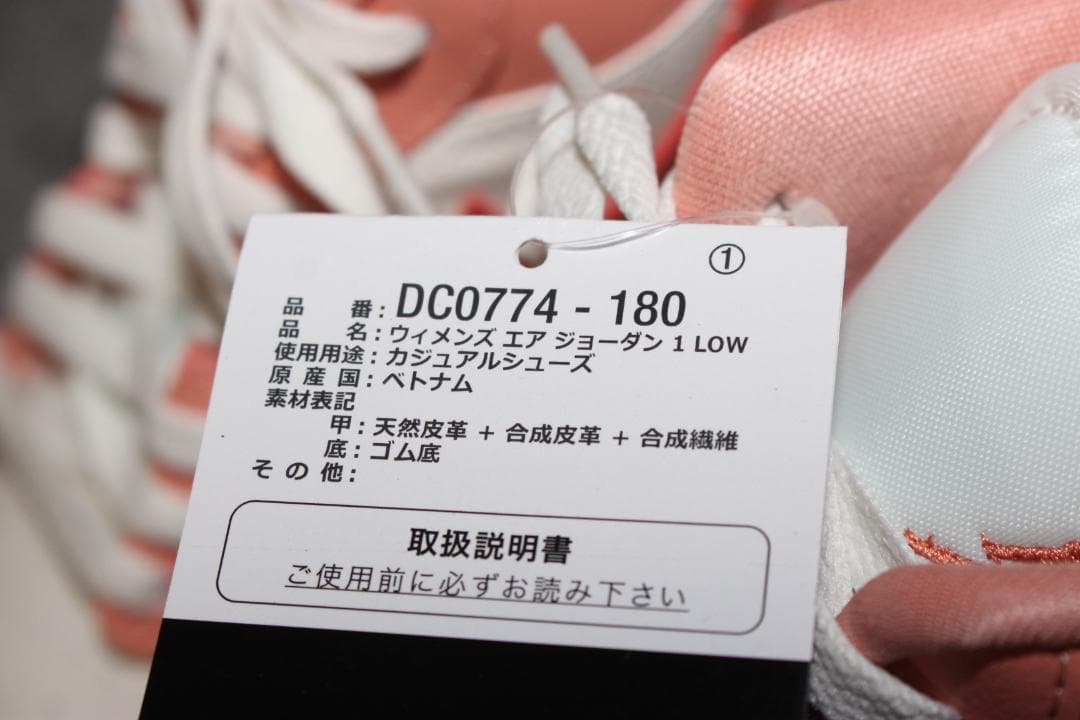 ①
品 番: DC0774 - 180
品 名: ウィメンズ エア ジョーダン 1 LOW
使用用途: カジュアルシューズ
原 産 国: ベトナム
素材表記
甲: 天然皮革 + 合成皮革 + 合成繊維
底: ゴム底
そ の 他:
取扱説明書
ご使用前に必ずお読み下さい